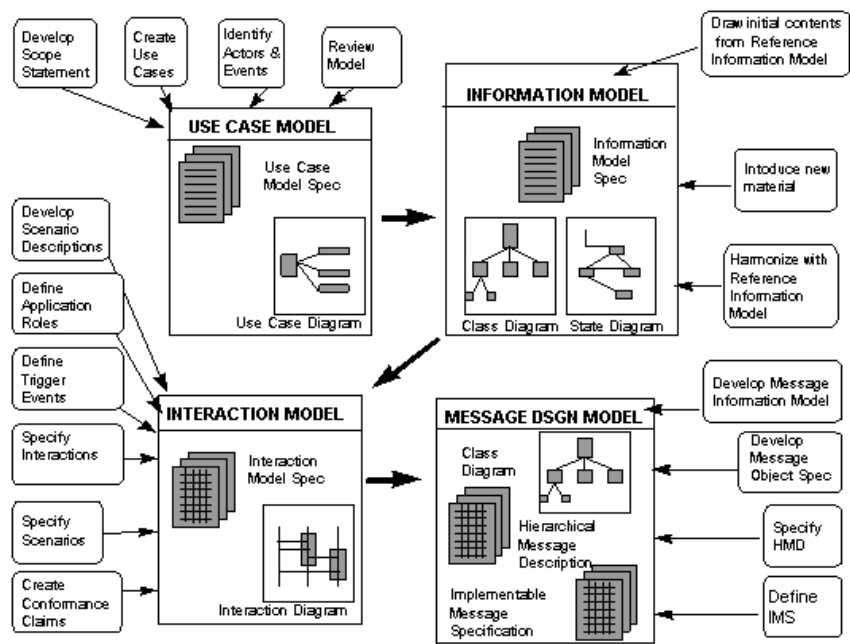 Develop
Scope
Statement
Create
Use
Cases
Identify
Actors &
Events
Review
Model
Draw initial contents
from Reference
Information Model
USE CASE MODEL
Use Case
Model Spec
Use Case Diagram
INFORMATION MODEL
Information
Model
Spec
Class Diagram
State Diagram
Intoduce new
material
Harmonize with
Reference
Information
Model
Develop
Scenario
Descriptions
Define
Application
Roles
Define
Trigger
Events
Specify
Interactions
Specify
Scenarios
Create
Conformance
Claims
INTERACTION MODEL
Interaction
Model Spec
Interaction Diagram
MESSAGE DSGN MODEL
Class
Diagram
Hierarchical
Message
Description
Implementable
Message
Specification
Develop Message
Information Model
Develop
Message
Object Spec
Specify
HMD
Define
IMS